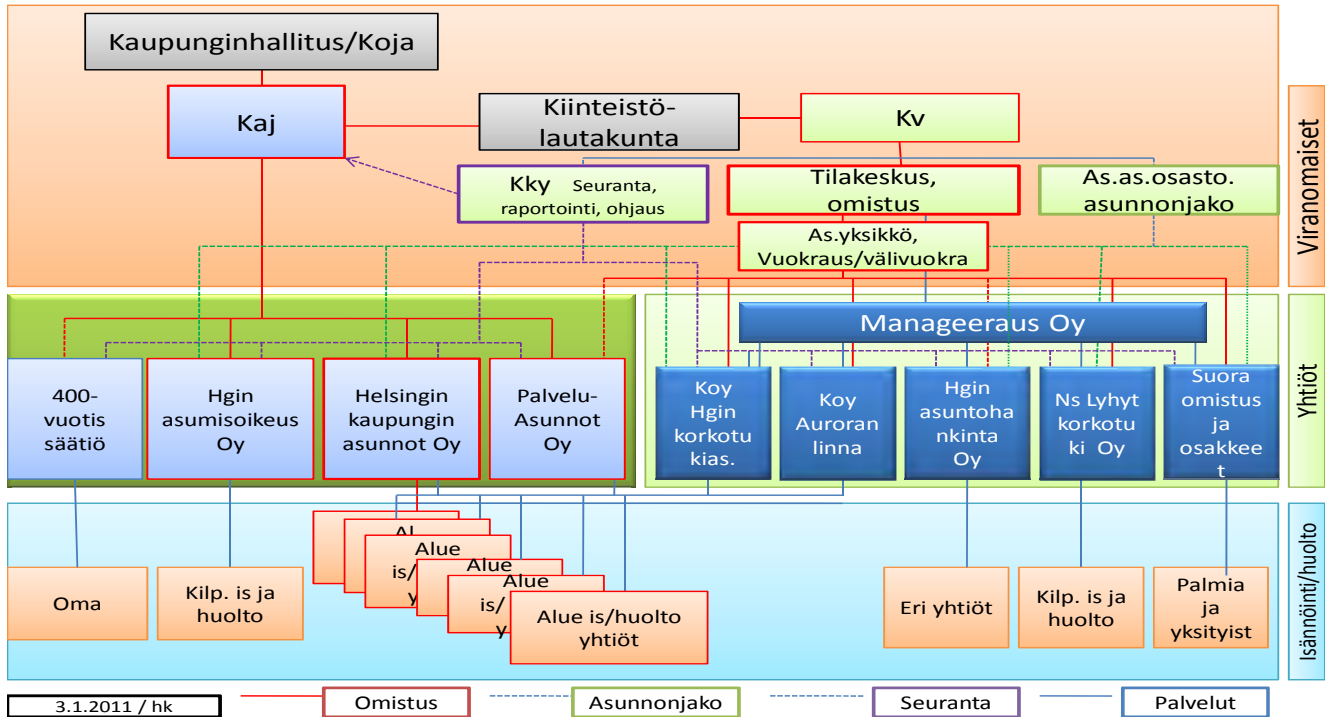 Kaupunginhallitus/Koja
Kaj
Kiinteistö-
lautakunta
Kv
Kky Seuranta,
raportointi, ohjaus
Tilakeskus,
omistus
As.as.osasto.
asunnonjako
As.yksikkö,
Vuokraus/välivuokra
Viranomaiset
Manageeraus Oy
400-
vuotis
säätiö
Hgin
asumisoikeus
Oy
Helsingin
kaupungin
asunnot Oy
Palvelu-
Asunnot
Oy
Koy
Hgin
korkotu
kias.
Koy
Auroran
linna
Hgin
asuntoha
nkinta
Oy
Ns Lyhyt
korkotu
ki Oy
Suora
omistus
ja
osakkee
t
Yhtiöt
Oma
Kilp. is ja
huolto
Al
Alue
is/
y
Alue
Alue
is/
y
Alue is/huolto
yhtiöt
Eri yhtiöt
Kilp. is ja
huolto
Palmia
ja
yksityist
Isännöinti/huolto
3.1.2011 / hk
Omistus
Asunnonjako
Seuranta
Palvelut